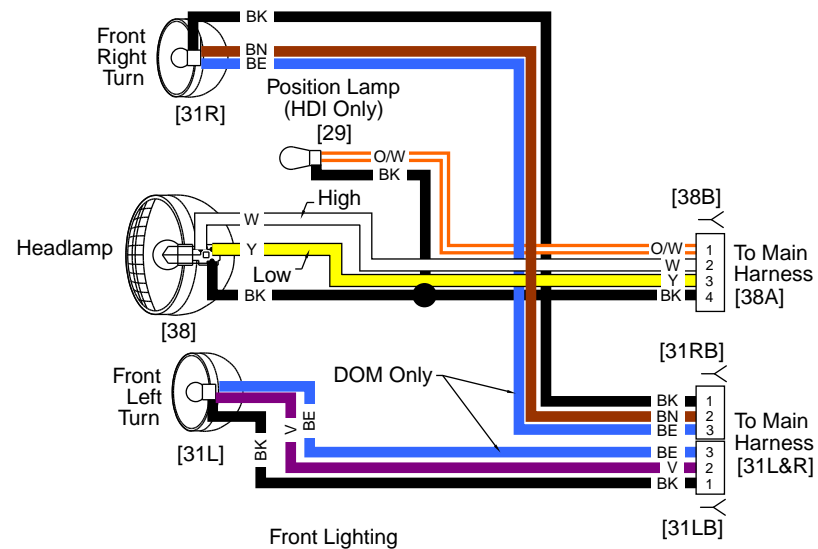 BK
Front
Right
Turn
BN
BE
[31R]
Position Lamp
(HDI Only)
[29]
O/W
BK
High
W
[38B]
Headlamp
Y
Low
BK
[38]
O/W 1
W 2
Y 3
BK 4
To Main
Harness
[38A]
[31RB]
Front
Left
Turn
[31L]
DOM Only
BE
V
BK
BK 1
BN 2
BE 3
BE 3
V 2
BK 1
To Main
Harness
[31L&R]
[31LB]
Front Lighting